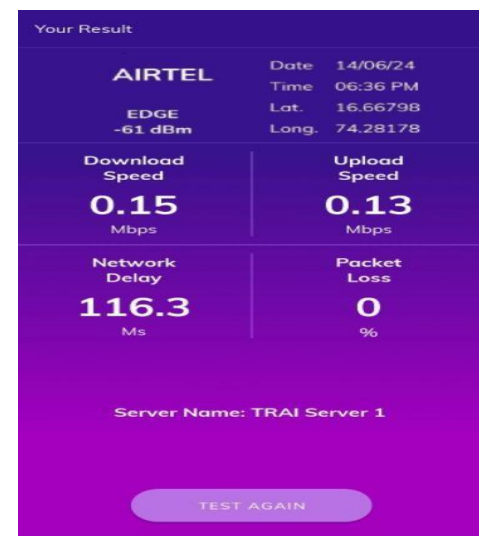 Your Result
AIRTEL
EDGE
-61 dBm
Date 14/06/24
Time 06:36 PM
Lat. 16.66798
Long. 74.28178
Download
Speed
0.15
Mbps
Upload
Speed
0.13
Mbps
Network
Delay
116.3
Ms
Packet
Loss
0
%
Server Name: TRAI Server 1
TEST AGAIN